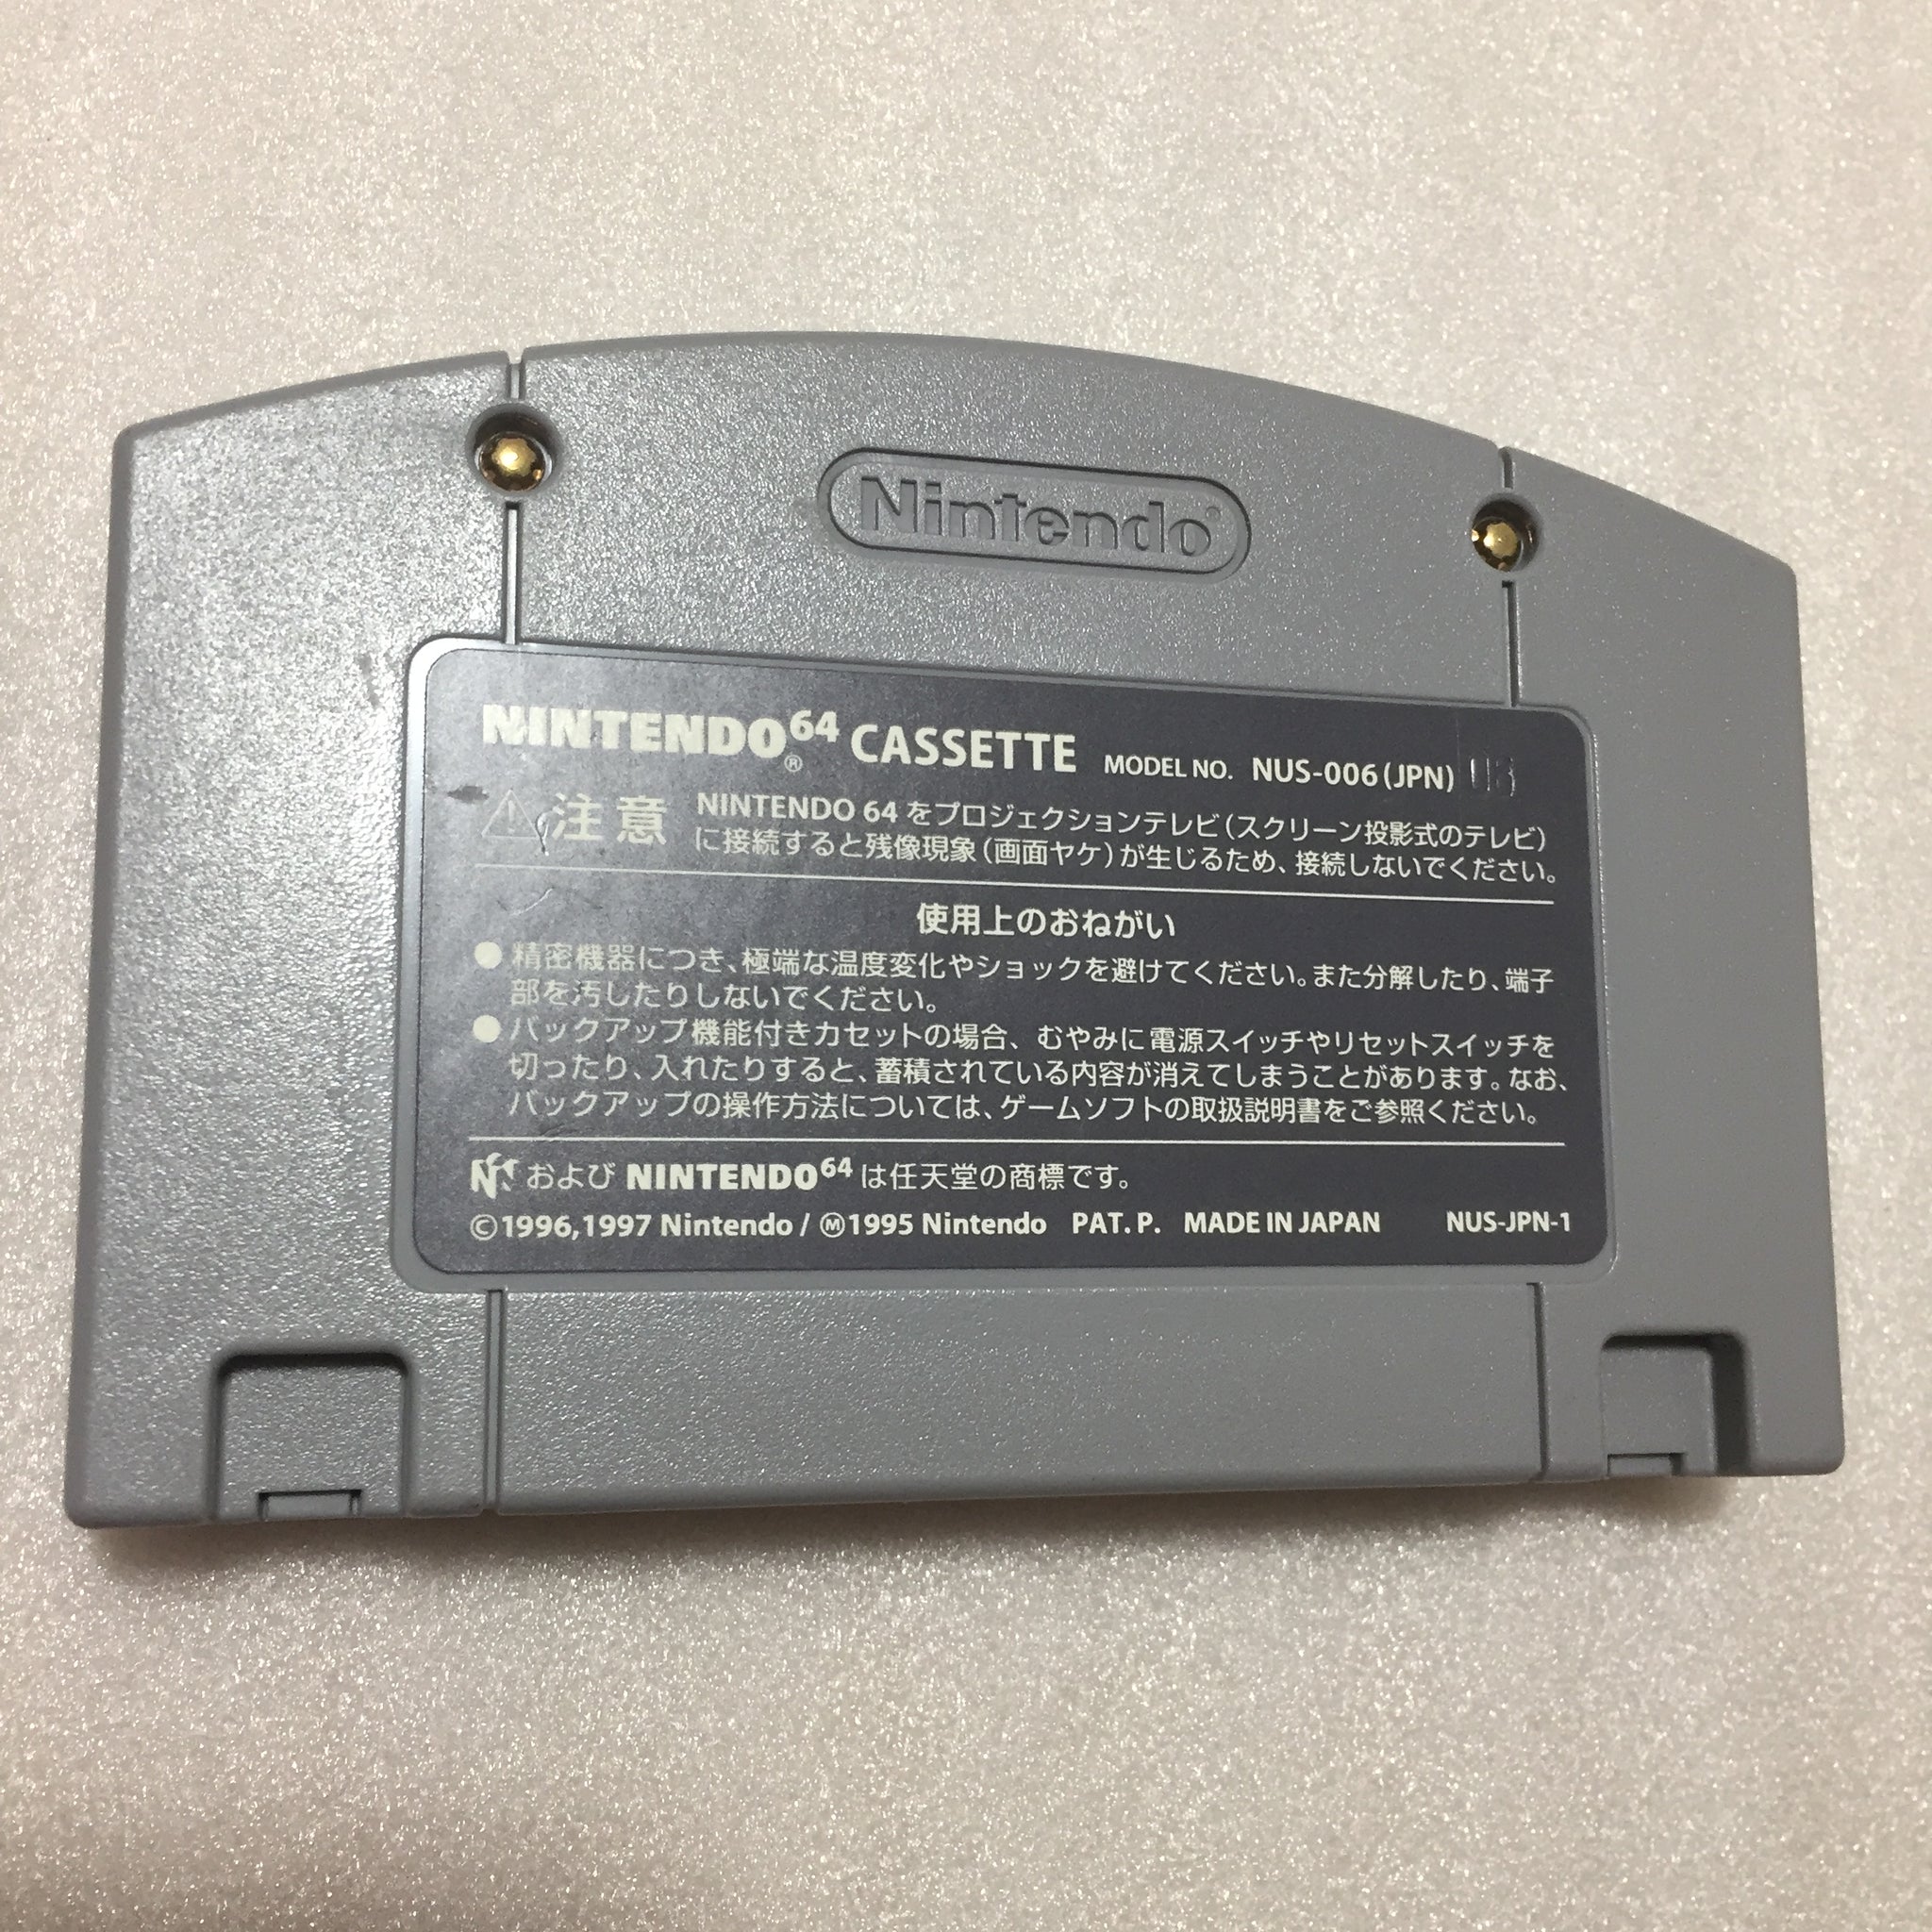 Nintendo®
NINTENDO64® CASSETTE MODEL NO. NUS-006(JPN)
注意 NINTENDO 64 をプロジェクションテレビ(スクリーン投影式のテレビ)
に接続すると残像現象(画面ヤケ)が生じるため、接続しないでください。
使用上のおねがい
●精密機器につき、極端な温度変化やショックを避けてください。また分解したり、端子
部を汚したりしないでください。
●バックアップ機能付きカセットの場合、むやみに電源スイッチやリセットスイッチを
切ったり、入れたりすると、蓄積されている内容が消えてしまうことがあります。なお、
バックアップの操作方法については、ゲームソフトの取扱説明書をご参照ください。
および NINTENDO64 は任天堂の商標です。
©1996,1997 Nintendo / Ⓜ1995 Nintendo PAT. P. MADE IN JAPAN NUS-JPN-1